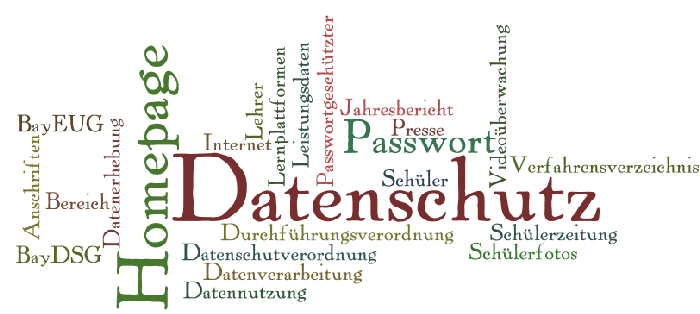 BayEUG
Anschriften
Bereich
BayDSG
Datenerhebung
Homepage
Internet
Lehrer
Lernplattformen
Leistungsdaten
Passwortgeschützter
Jahresbericht
Presse
Passwort
Videoüberwachung
Verfahrensverzeichnis
Schüler
Datenschutz
Durchführungsverordnung
Schülerzeitung
Datenschutverordnung
Schülerfotos
Datenverarbeitung
Datennutzung